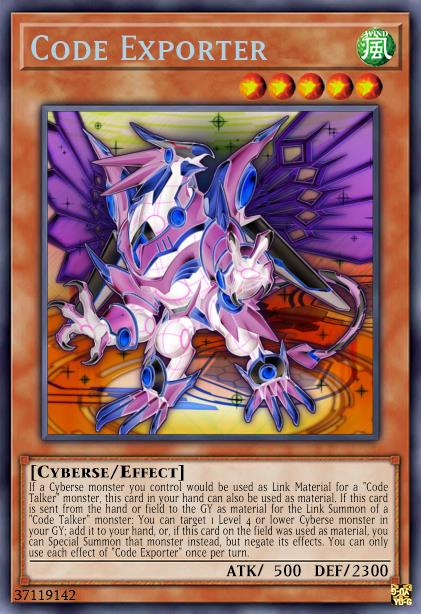 CODE EXPORTER
WIND
風
[CYBERSE/EFFECT]
If a Cyberse monster you control would be used as Link Material for a "Code
Talker" monster, this card in your hand can also be used as material. If this card
is sent from the hand or field to the GY as material for the Link Summon of a
"Code Talker" monster: You can target 1 Level 4 or lower Cyberse monster in
your GY; add it to your hand, or, if this card on the field was used as material, you
can Special Summon that monster instead, but negate its effects. You can only
use each effect of "Code Exporter" once per turn.
ATK/ 500 DEF/2300
37119142